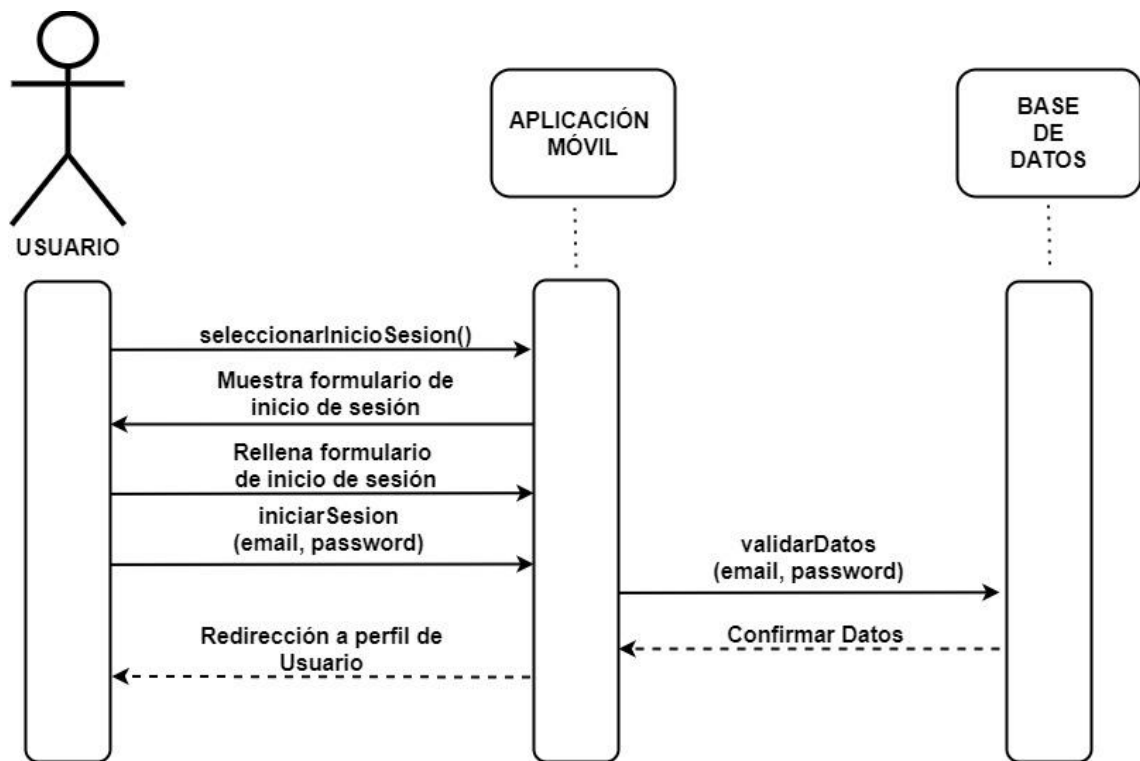 APLICACIÓN
MÓVIL
BASE
DE
DATOS
USUARIO
seleccionarInicioSesion()
Muestra formulario de
inicio de sesión
Rellena formulario
de inicio de sesión
iniciarSesion
(email, password)
validarDatos
(email, password)
Confirmar Datos
Redirección a perfil de
Usuario